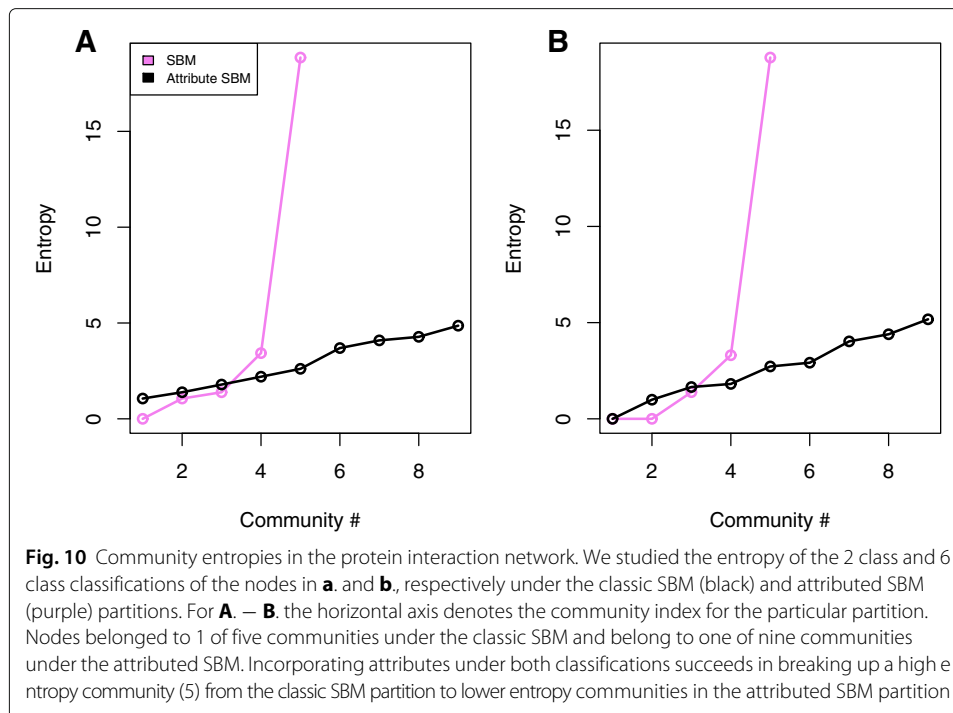 A
B
SBM
Attribute SBM
15
10
5
0
Entropy
2 4 6 8
Community #
15
10
5
0
Entropy
2 4 6 8
Community #
Fig. 10 Community entropies in the protein interaction network. We studied the entropy of the 2 class and 6
class classifications of the nodes in a. and b., respectively under the classic SBM (black) and attributed SBM
(purple) partitions. For A. – B. the horizontal axis denotes the community index for the particular partition.
Nodes belonged to 1 of five communities under the classic SBM and belong to one of nine communities
under the attributed SBM. Incorporating attributes under both classifications succeeds in breaking up a high e
ntropy community (5) from the classic SBM partition to lower entropy communities in the attributed SBM partition